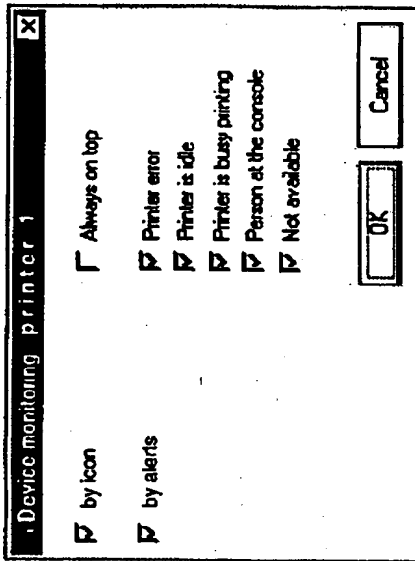 Device monitoring printer 1
by icon
Always on top
by alerts
Printer error
Printer is idle
Printer is busy printing
Person at the console
Not available
OK
Cancel